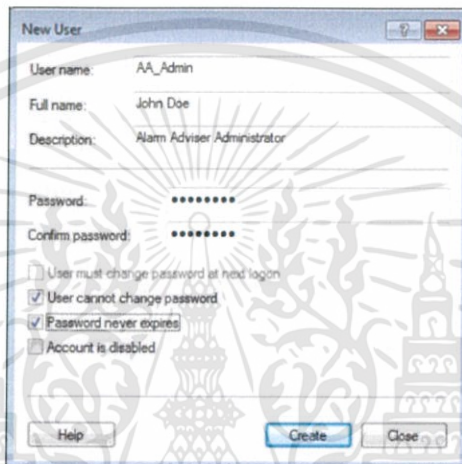 New User
User name: AA_Admin
Full name: John Doe
Description: Alarm Adviser Administrator
Password: ••••••••
Confirm password: ••••••••
User must change password at next logon
User cannot change password
Password never expires
Account is disabled
Help Create Close